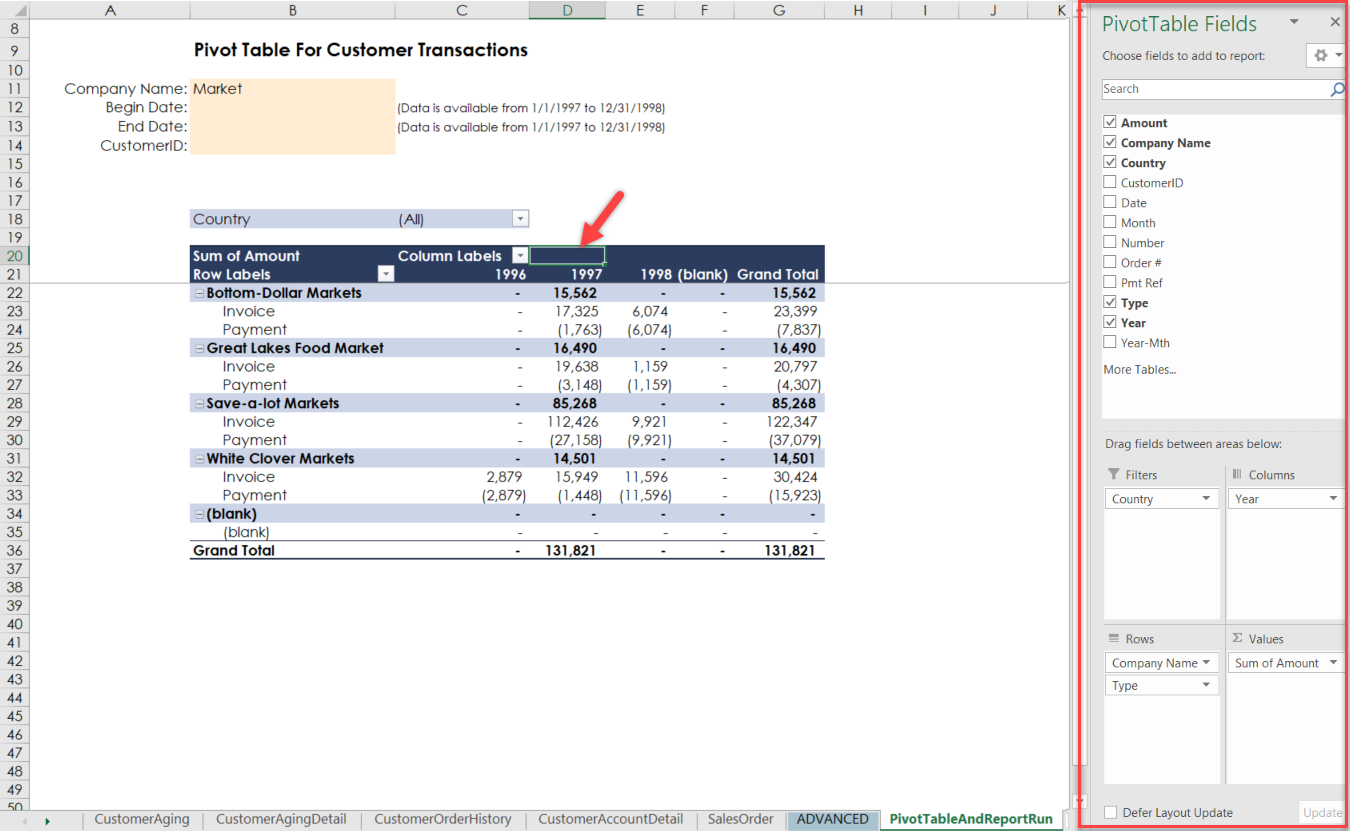 A B C D E F G H I J K
8
9 Pivot Table For Customer Transactions
10
11 Company Name: Market
12 Begin Date: (Data is available from 1/1/1997 to 12/31/1998)
13 End Date: (Data is available from 1/1/1997 to 12/31/1998)
14 CustomerID:
15
16
17
18 Country (All)
19
20 Sum of Amount Column Labels
21 Row Labels 1996 1997 1998 (blank) Grand Total
22 Bottom-Dollar Markets - 15,562 - - 15,562
23 Invoice - 17,325 6,074 - 23,399
24 Payment - (1,763) (6,074) - (7,837)
25 Great Lakes Food Market - 16,490 - - 16,490
26 Invoice - 19,638 1,159 - 20,797
27 Payment - (3,148) (1,159) - (4,307)
28 Save-a-lot Markets - 85,268 - - 85,268
29 Invoice - 112,426 9,921 - 122,347
30 Payment - (27,158) (9,921) - (37,079)
31 White Clover Markets - 14,501 - - 14,501
32 Invoice 2,879 15,949 11,596 - 30,424
33 Payment (2,879) (1,448) (11,596) - (15,923)
34 (blank) - - - - -
35 (blank) - - - - -
36 Grand Total - 131,821 - - 131,821
37
38
39
40
41
42
43
44
45
46
47
48
49
50
CustomerAging CustomerAgingDetail CustomerOrderHistory CustomerAccountDetail SalesOrder ADVANCED PivotTableAndReportRun
PivotTable Fields
Choose fields to add to report:
Search
Amount
Company Name
Country
CustomerID
Date
Month
Number
Order #
Pmt Ref
Type
Year
Year-Mth
More Tables...
Drag fields between areas below:
Filters Columns
Country Year
Rows Σ Values
Company Name Sum of Amount
Type
Defer Layout Update Update